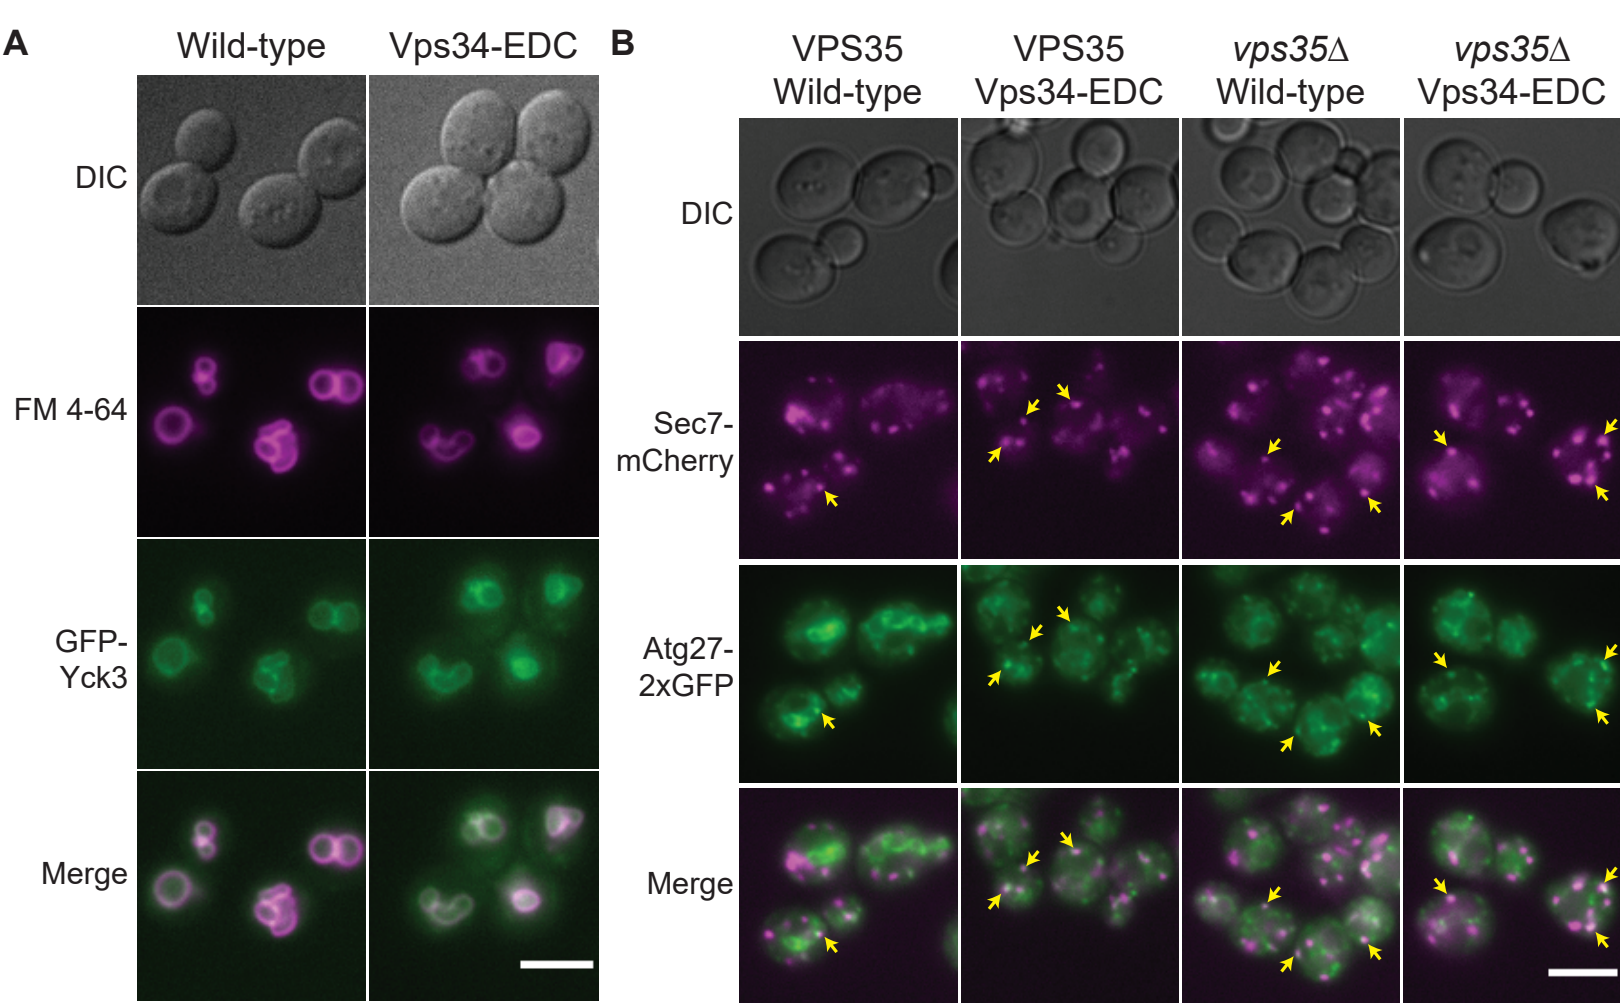 A
Wild-type
Vps34-EDC
DIC
FM 4-64
GFP-
Yck3
Merge
B
VPS35
Wild-type
VPS35
Vps34-EDC
vps35Δ
Wild-type
vps35Δ
Vps34-EDC
DIC
Sec7-
mCherry
Atg27-
2xGFP
Merge